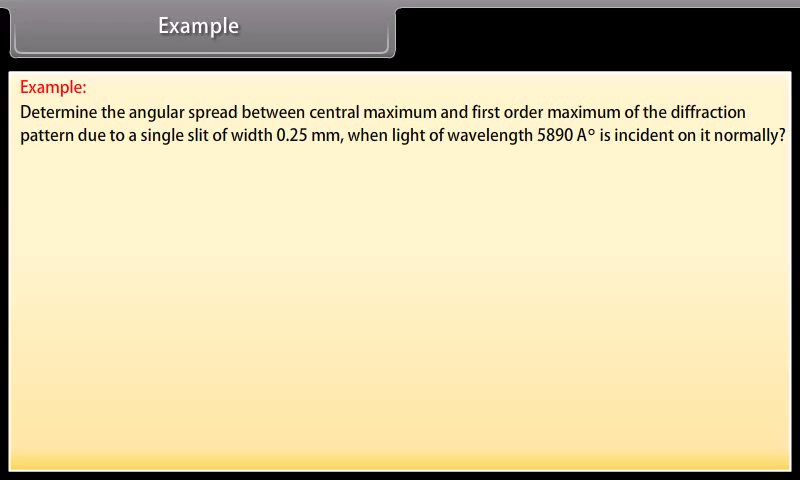 Example
Example:
Determine the angular spread between central maximum and first order maximum of the diffraction
pattern due to a single slit of width 0.25 mm, when light of wavelength 5890 Aº is incident on it normally?